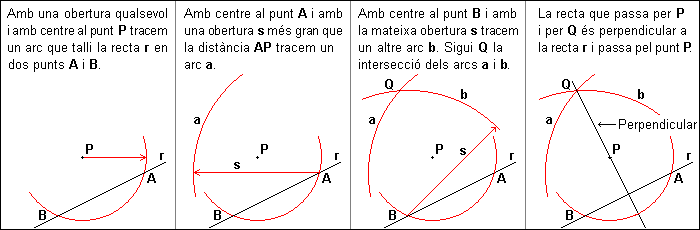 Amb una obertura qualsevol
i amb centre al punt P tracem
un arc que talli la recta r en
dos punts A i B.
P
r
A
B
Amb centre al punt A i amb
una obertura s més gran que
la distància AP tracem un
arc a.
a
P
s
r
A
B
Amb centre al punt B i amb
la mateixa obertura s tracem
un altre arc b. Sigui Q la
intersecció dels arcs a i b.
Q
b
a
P
s
r
A
B
La recta que passa per P
i per Q és perpendicular a
la recta r i passa pel punt P.
Q
b
a
Perpendicular
P
r
A
B